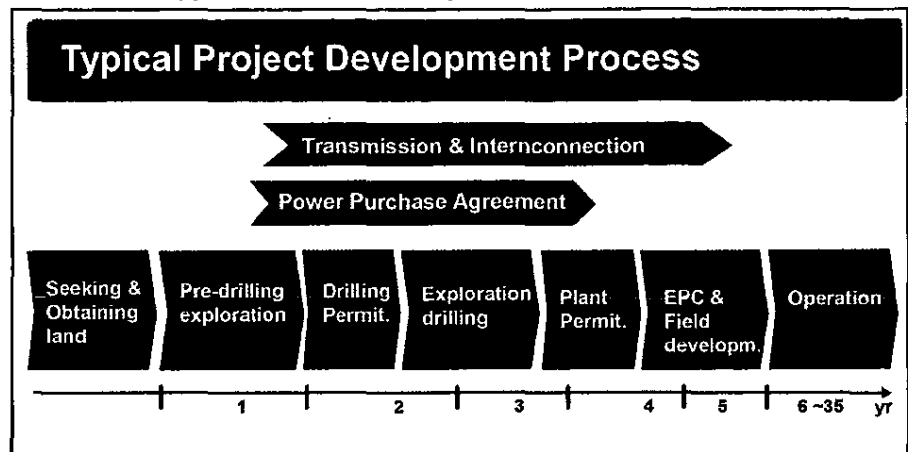 Typical Project Development Process
Transmission & Internconnection
Power Purchase Agreement
Seeking &
Obtaining
land
Pre-drilling
exploration
Drilling
Permit.
Exploration
drilling
Plant
Permit.
EPC &
Field
developm.
Operation
1 2 3 4 5 6 ~35 yr